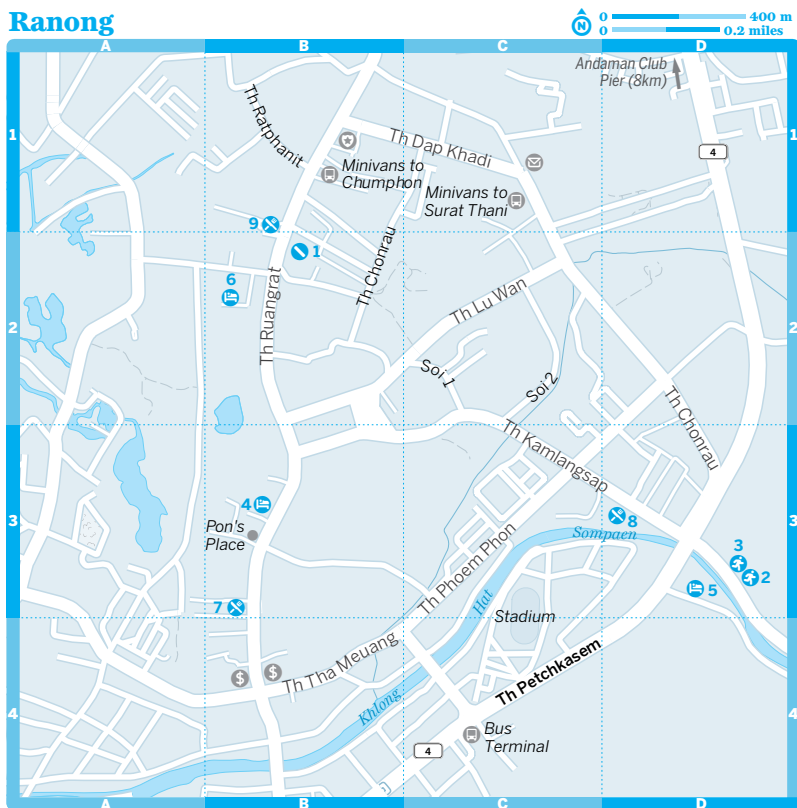 Ranong
N
0 400 m
0 0.2 miles
A B C D
Andaman Club
Pier (8km)
1 1
4
Th Ratphanit
Th Dap Khadi
Minivans to
Chumphon
Minivans to
Surat Thani
9
1
6
Th Chonrau
Th Ruangrat
2 2
Th Lu Wan
Soi 1
Soi 2
Th Chonrau
Th Kamlangsap
3 3
4
Pon's
Place
8
Sompaen
3
2
5
Th Phoem Phon
7
Hat
Stadium
Th Tha Meuang
$ $
Th Petchkasem
Khlong
4 4
Bus
Terminal
4
A B C D